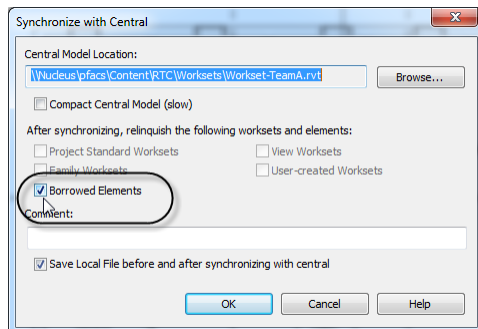 Synchronize with Central
Central Model Location:
\\Nucleus\pfacs\Content\RTC\Worksets\Workset-TeamA.rvt Browse...
Compact Central Model (slow)
After synchronizing, relinquish the following worksets and elements:
Project Standard Worksets View Worksets
Family Worksets User-created Worksets
Borrowed Elements
Comment:
Save Local File before and after synchronizing with central
OK Cancel Help